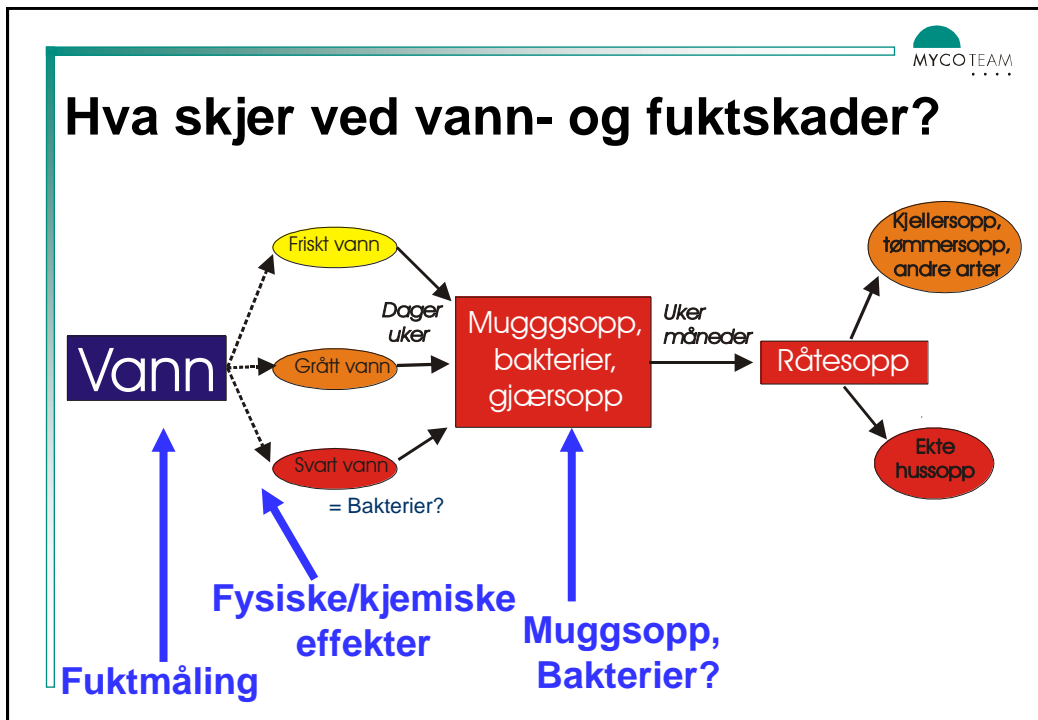 MYCOTEAM
Hva skjer ved vann- og fuktskader?
Vann
Friskt vann
Grått vann
Svart vann
= Bakterier?
Dager
uker
Mugggsopp,
bakterier,
gjærsopp
Uker
måneder
Råtesopp
Kjellersopp,
tømmersopp,
andre arter
Ekte
hussopp
Fuktmåling
Fysiske/kjemiske
effekter
Muggsopp,
Bakterier?